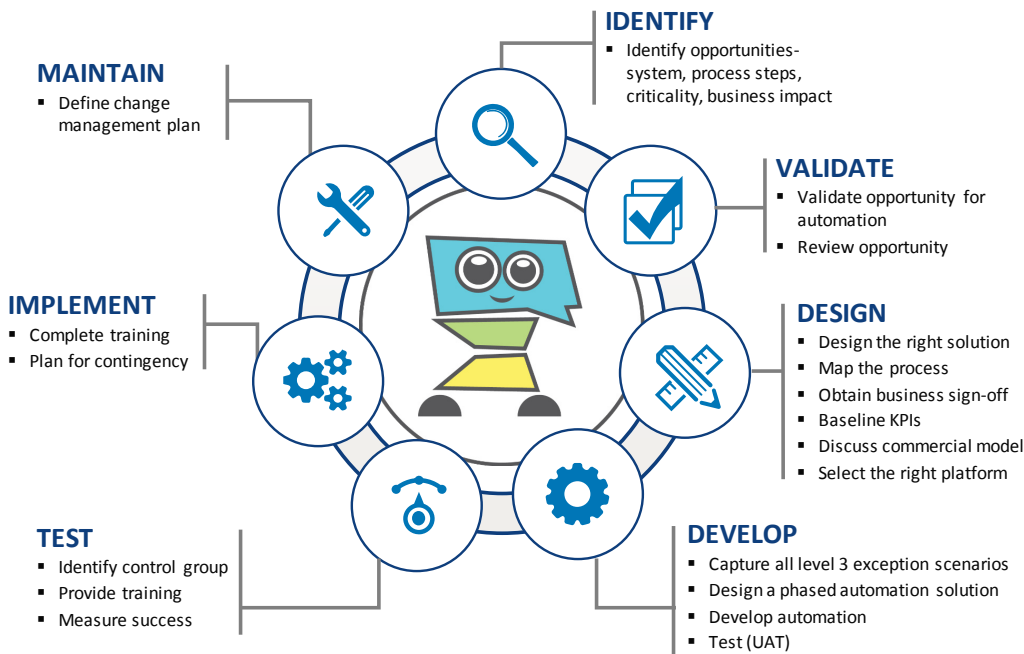 IDENTIFY
▪ Identify opportunities-
system, process steps,
criticality, business impact
VALIDATE
▪ Validate opportunity for
automation
▪ Review opportunity
DESIGN
▪ Design the right solution
▪ Map the process
▪ Obtain business sign-off
▪ Baseline KPIs
▪ Discuss commercial model
▪ Select the right platform
DEVELOP
▪ Capture all level 3 exception scenarios
▪ Design a phased automation solution
▪ Develop automation
▪ Test (UAT)
TEST
▪ Identify control group
▪ Provide training
▪ Measure success
IMPLEMENT
▪ Complete training
▪ Plan for contingency
MAINTAIN
▪ Define change
management plan